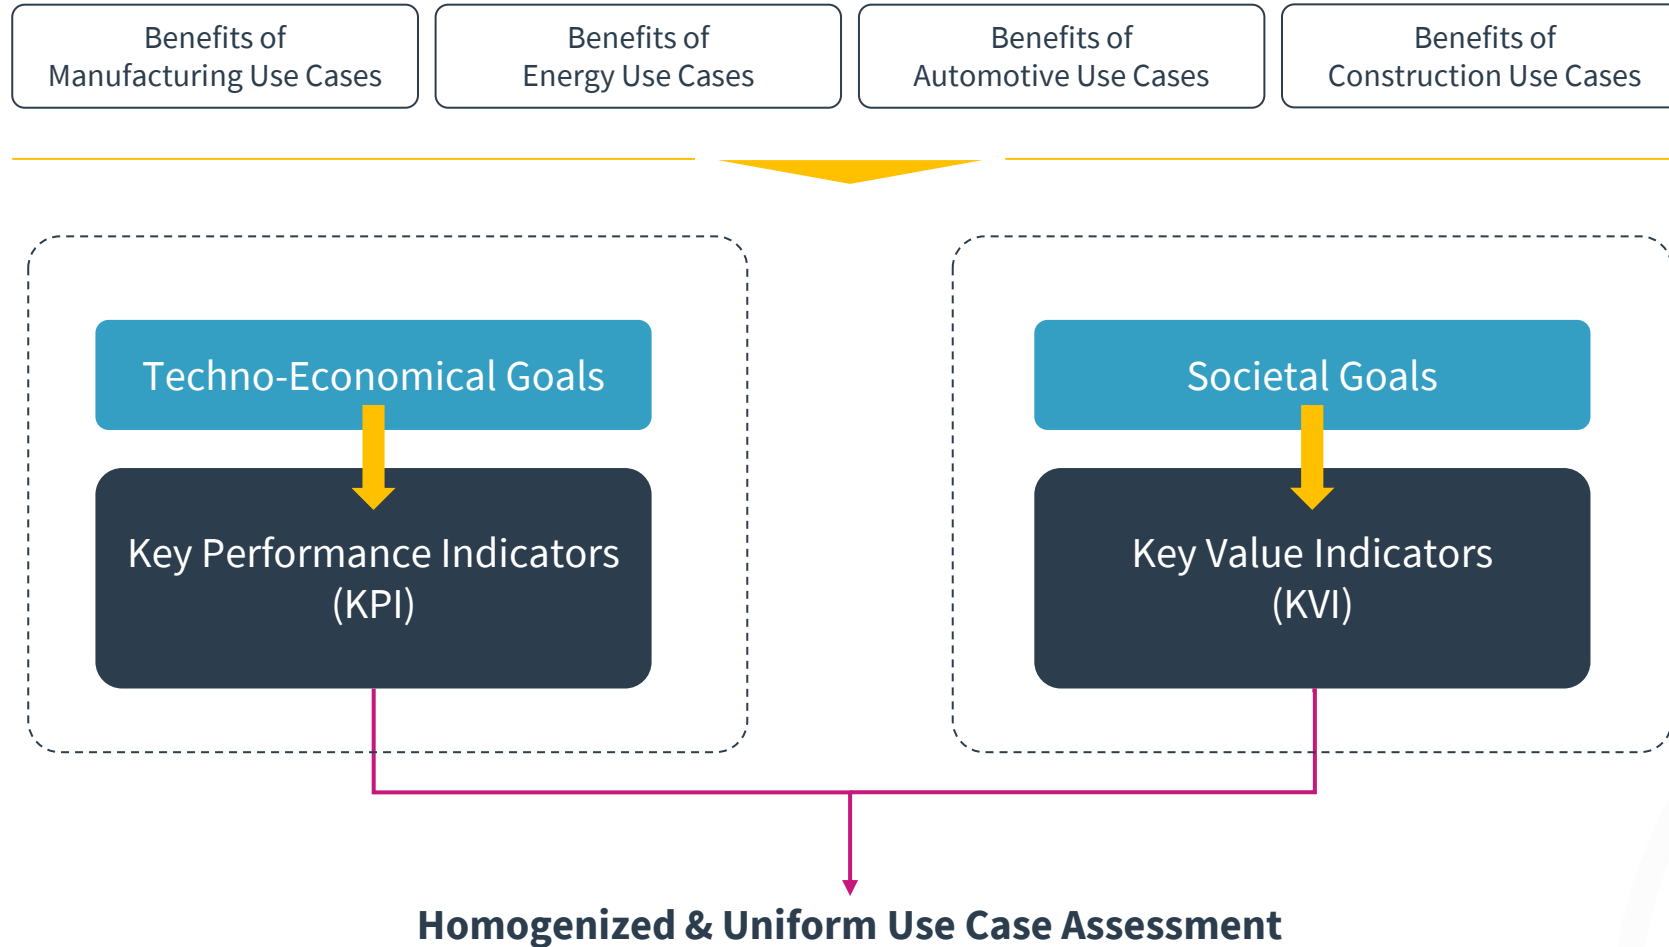 Benefits of
Manufacturing Use Cases
Benefits of
Energy Use Cases
Benefits of
Automotive Use Cases
Benefits of
Construction Use Cases
Techno-Economical Goals
Key Performance Indicators
(KPI)
Societal Goals
Key Value Indicators
(KVI)
Homogenized & Uniform Use Case Assessment